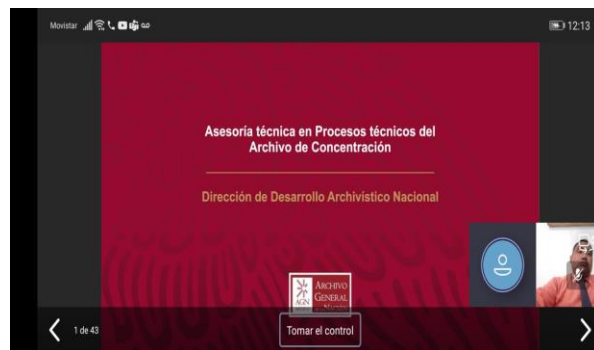 Movistar
12:13
Asesoría técnica en Procesos técnicos del
Archivo de Concentración
Dirección de Desarrollo Archivístico Nacional
AGN
ARCHIVO
GENERAL
1 de 43
Tomar el control